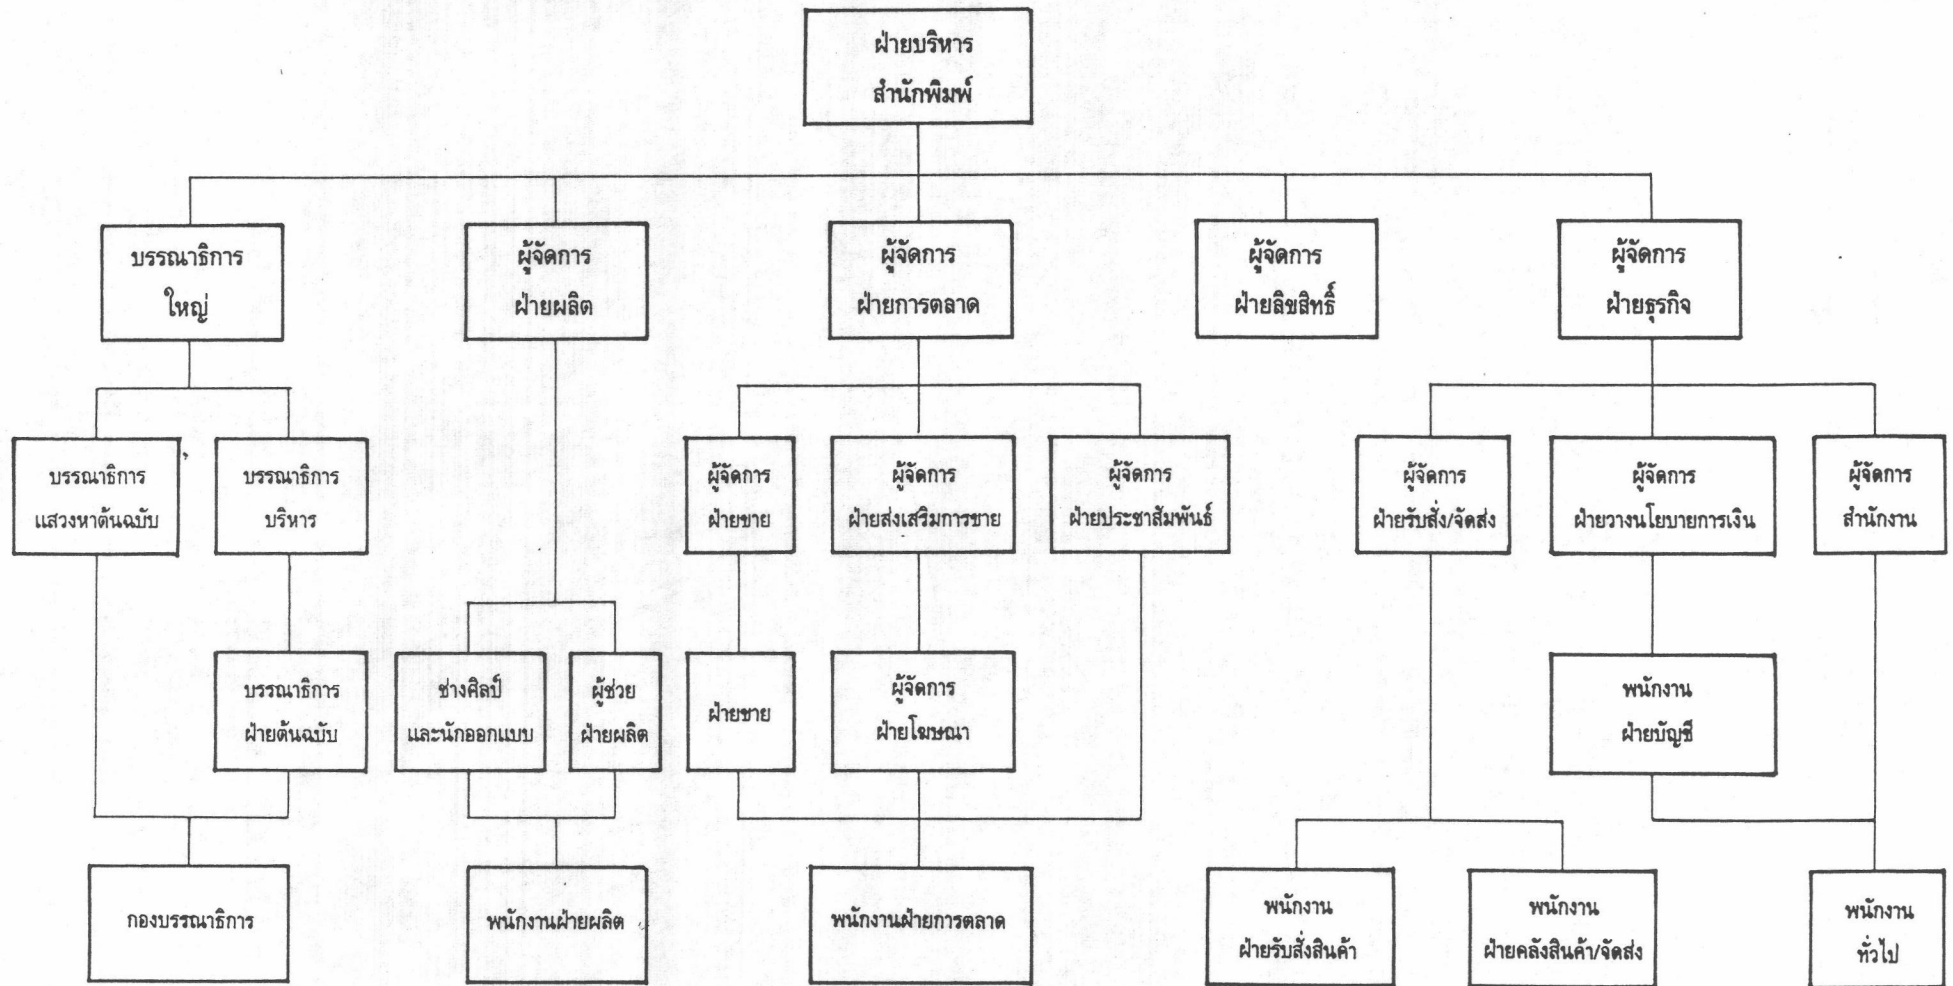 ฝ่ายบริหาร
สำนักพิมพ์
บรรณาธิการ
ใหญ่
ผู้จัดการ
ฝ่ายผลิต
ผู้จัดการ
ฝ่ายการตลาด
ผู้จัดการ
ฝ่ายลิขสิทธิ์
ผู้จัดการ
ฝ่ายธุรกิจ
บรรณาธิการ
แสวงหาต้นฉบับ
บรรณาธิการ
บริหาร
ผู้จัดการ
ฝ่ายขาย
ผู้จัดการ
ฝ่ายส่งเสริมการขาย
ผู้จัดการ
ฝ่ายประชาสัมพันธ์
ผู้จัดการ
ฝ่ายรับสั่ง/จัดส่ง
ผู้จัดการ
ฝ่ายวางนโยบายการเงิน
ผู้จัดการ
สำนักงาน
บรรณาธิการ
ฝ่ายต้นฉบับ
ช่างศิลป์
และนักออกแบบ
ผู้ช่วย
ฝ่ายผลิต
ฝ่ายขาย
ผู้จัดการ
ฝ่ายโฆษณา
พนักงาน
ฝ่ายบัญชี
กองบรรณาธิการ
พนักงานฝ่ายผลิต
พนักงานฝ่ายการตลาด
พนักงาน
ฝ่ายรับสั่งสินค้า
พนักงาน
ฝ่ายคลังสินค้า/จัดส่ง
พนักงาน
ทั่วไป